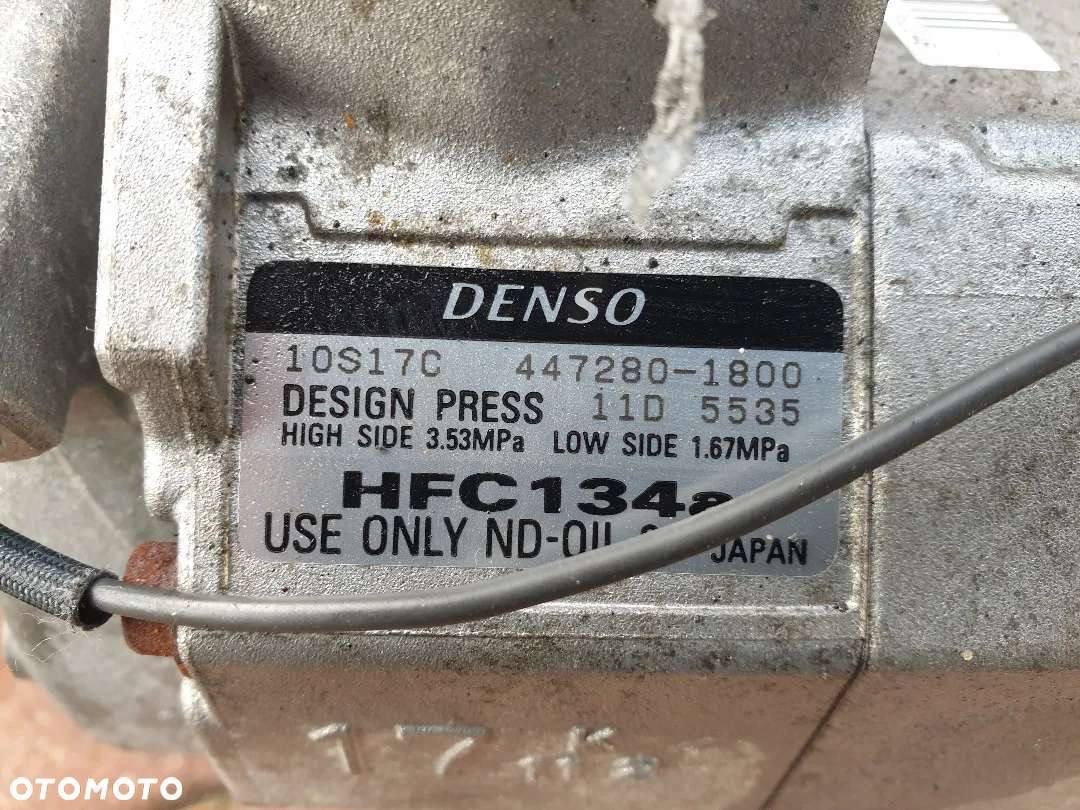 DENSO
10S17C 447280-1800
DESIGN PRESS 11D 5535
HIGH SIDE 3.53MPa LOW SIDE 1.67MPa
HFC134a
USE ONLY ND-OIL JAPAN
17
OTOMOTO